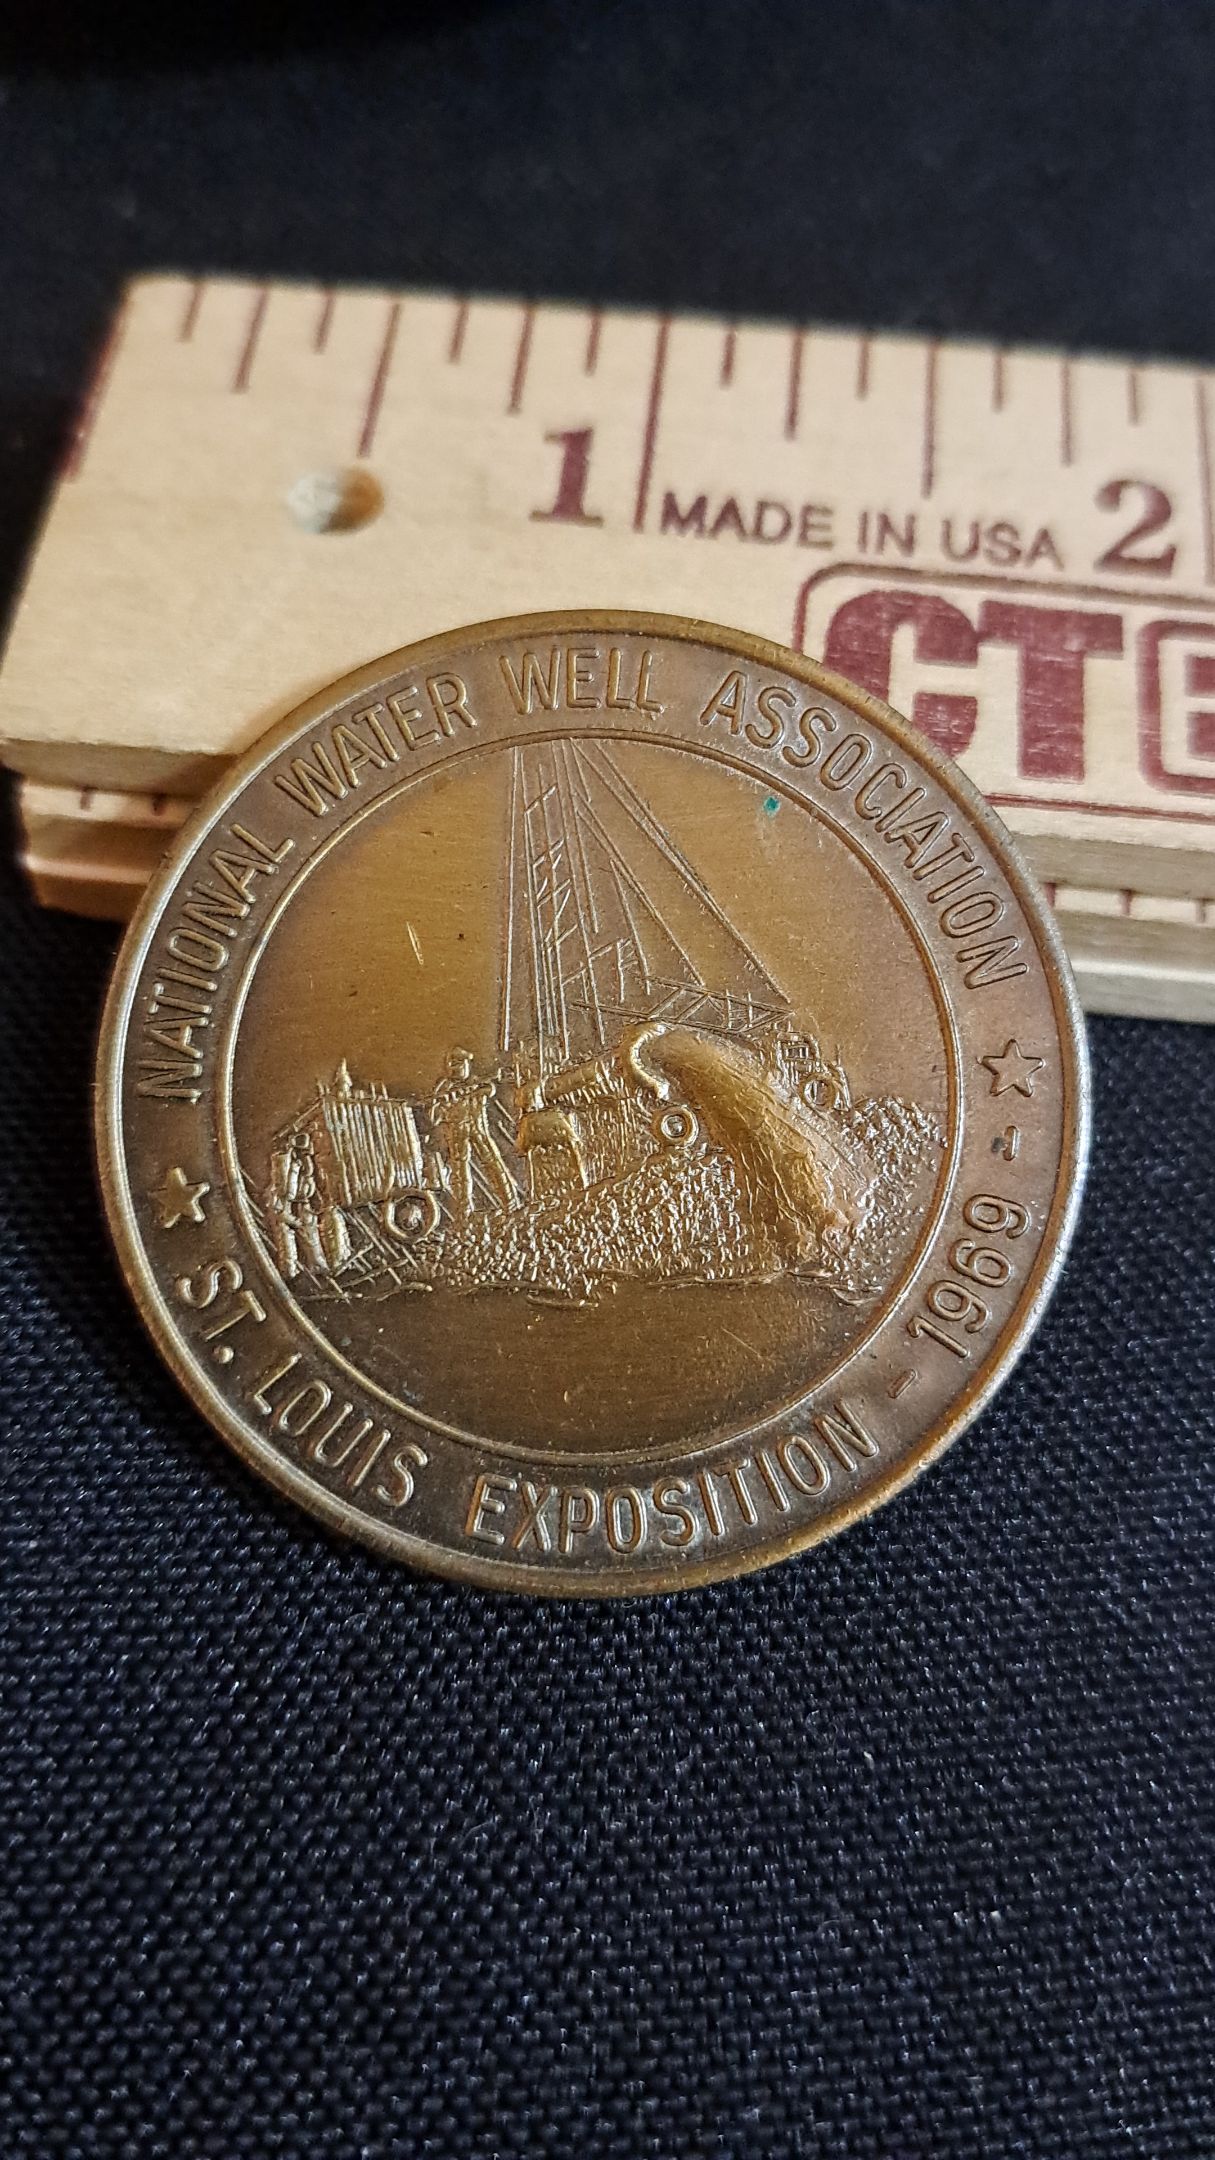 1 MADE IN USA 2
CT
NATIONAL WATER WELL ASSOCIATION
ST. LOUIS EXPOSITION - 1969 -